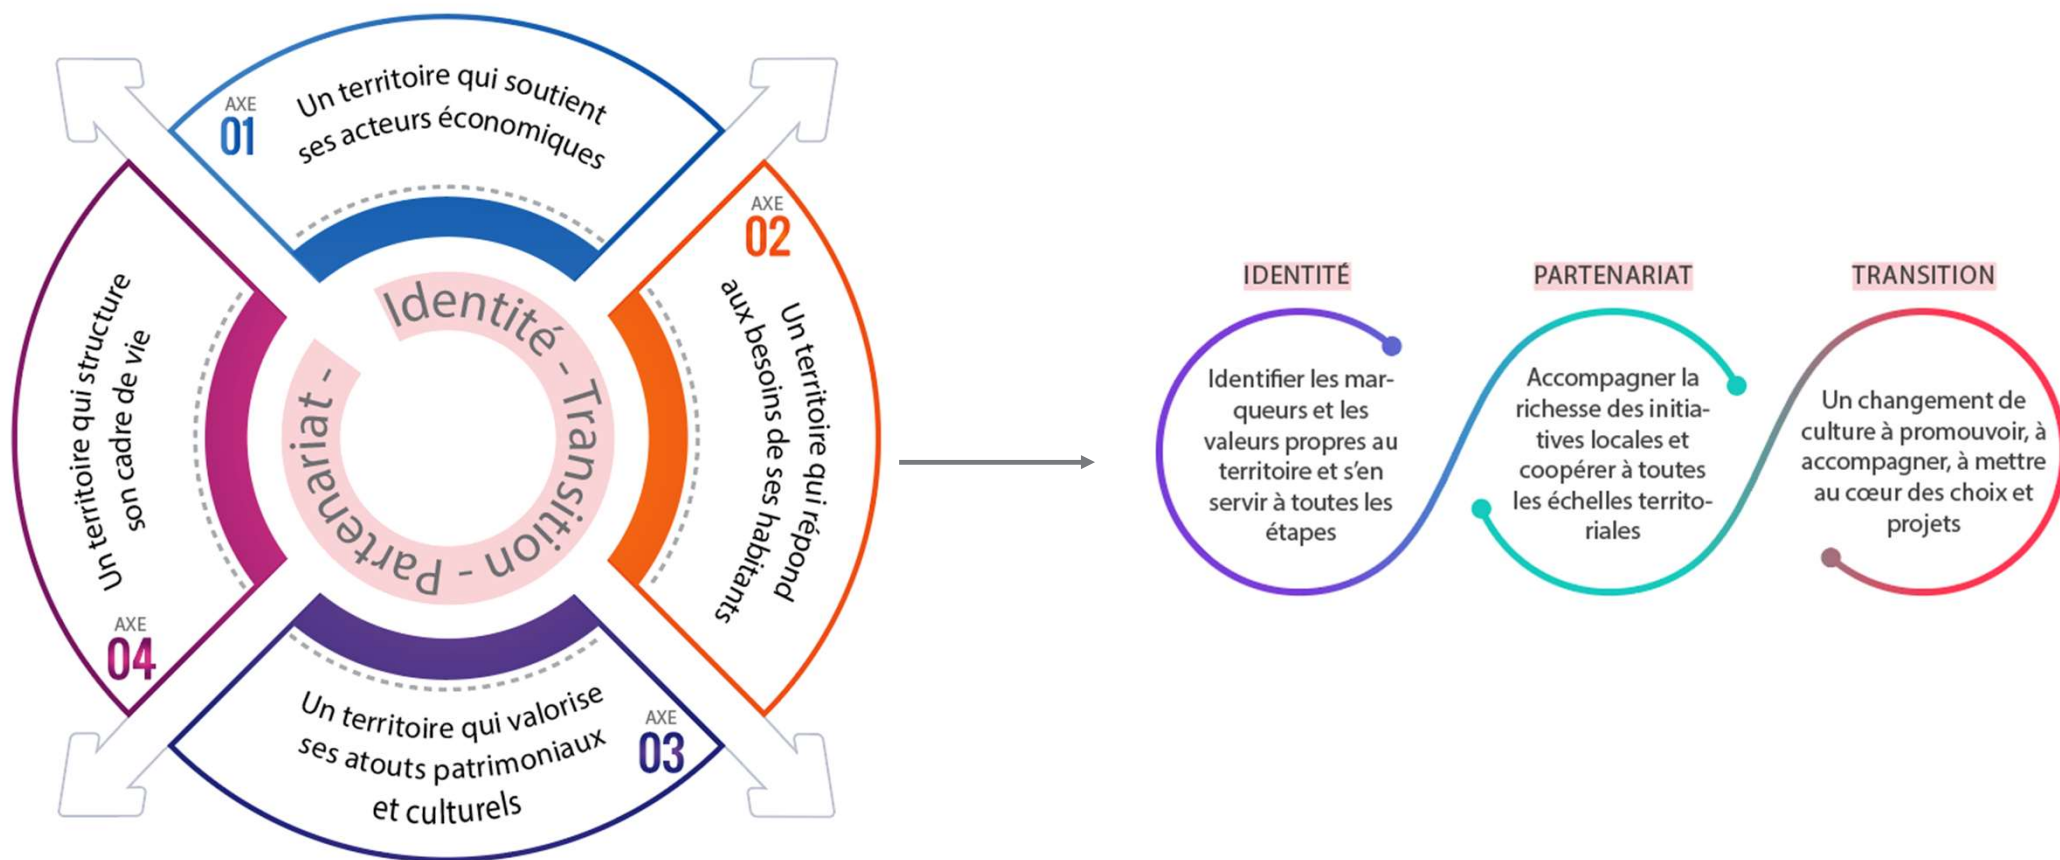 AXE
01
Un territoire qui soutient
ses acteurs économiques
AXE
02
Un territoire qui répond
aux besoins de ses habitants
AXE
03
Un territoire qui valorise
ses atouts patrimoniaux
et culturels
AXE
04
Un territoire qui structure
son cadre de vie
Identité - Transition - Partenariat -
IDENTITÉ
Identifier les mar-
queurs et les
valeurs propres au
territoire et s’en
servir à toutes les
étapes
PARTENARIAT
Accompagner la
richesse des initia-
tives locales et
coopérer à toutes
les échelles territo-
riales
TRANSITION
Un changement de
culture à promouvoir, à
accompagner, à mettre
au cœur des choix et
projets